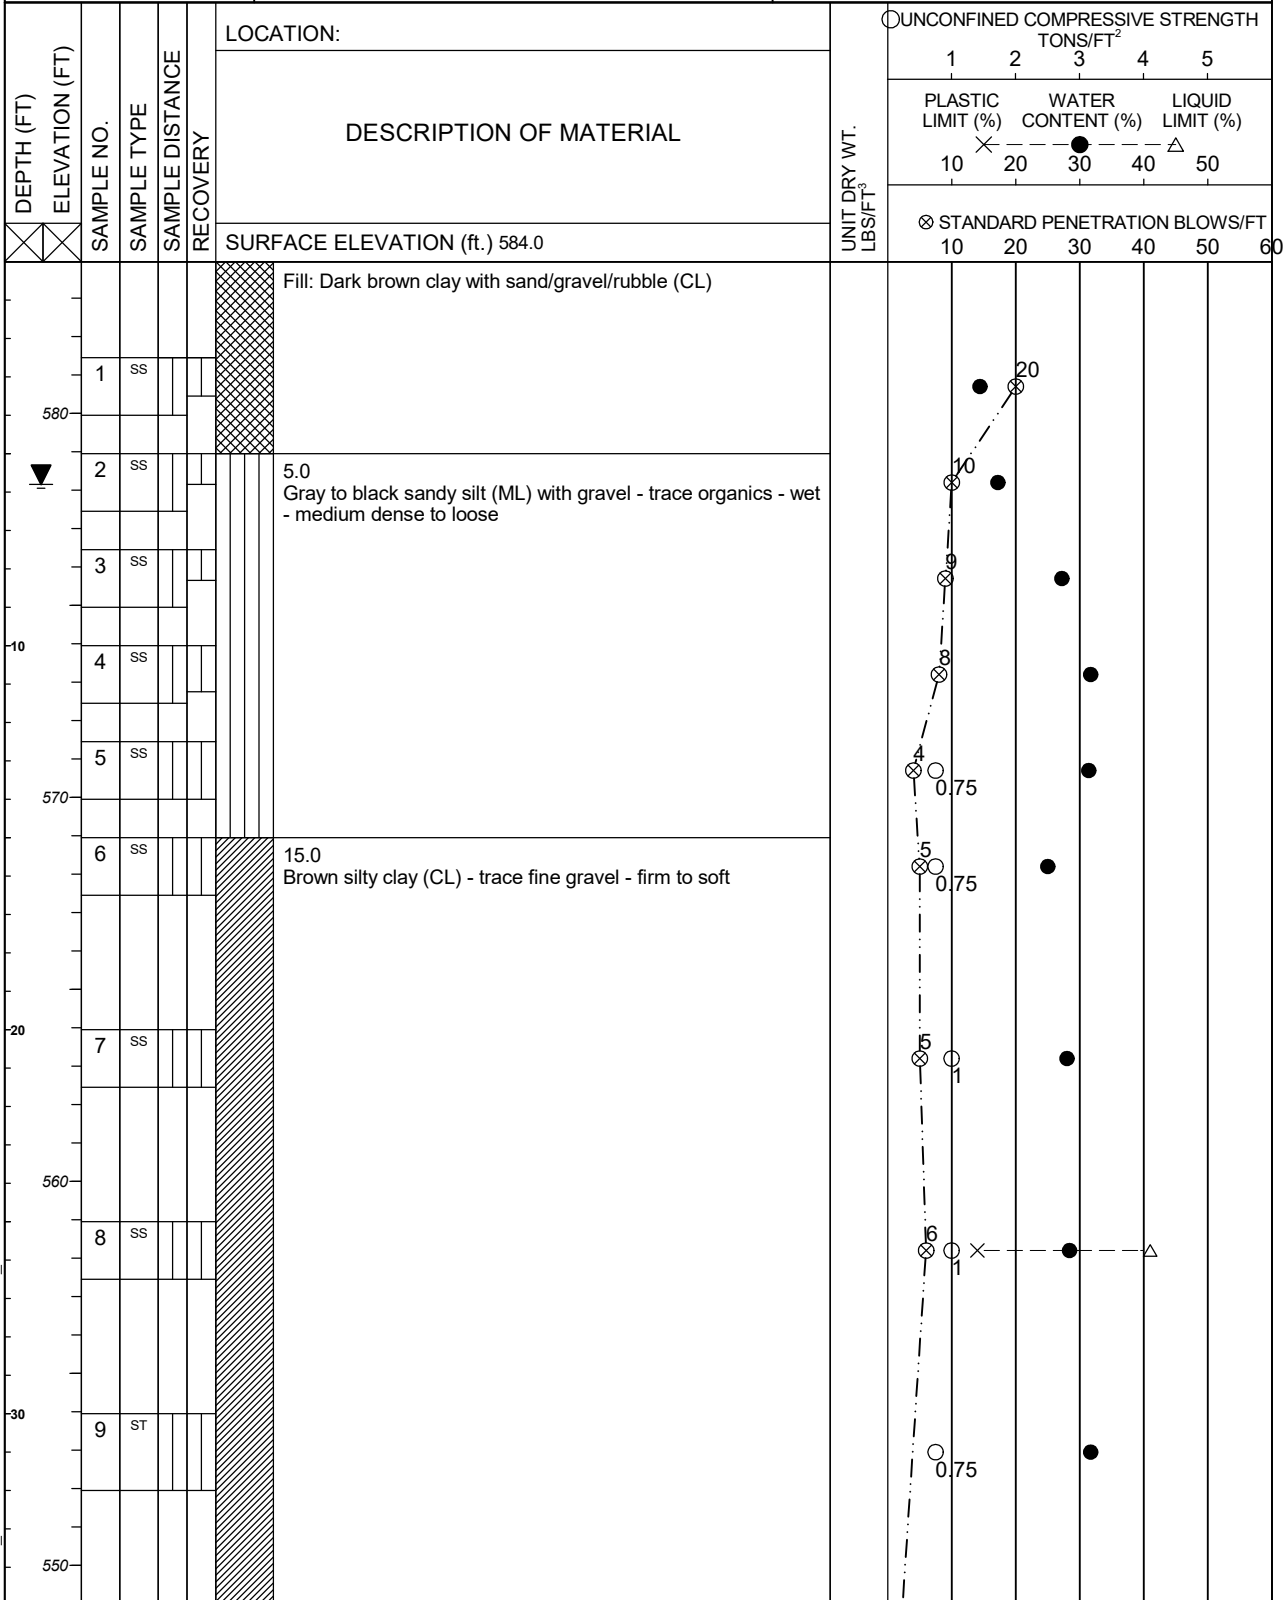 LOCATION:
DEPTH (FT)
ELEVATION (FT)
SAMPLE NO.
SAMPLE TYPE
SAMPLE DISTANCE
RECOVERY
DESCRIPTION OF MATERIAL
SURFACE ELEVATION (ft.) 584.0
UNIT DRY WT.
LBS/FT³
UNCONFINED COMPRESSIVE STRENGTH
TONS/FT²
1 2 3 4 5
PLASTIC LIMIT (%)
WATER CONTENT (%)
LIQUID LIMIT (%)
10 20 30 40 50
STANDARD PENETRATION BLOWS/FT
10 20 30 40 50 60
Fill: Dark brown clay with sand/gravel/rubble (CL)
1 SS 20
580
2 SS 10
5.0
Gray to black sandy silt (ML) with gravel - trace organics - wet
- medium dense to loose
3 SS 9
10
4 SS 8
5 SS 4 0.75
570
6 SS 5 0.75
15.0
Brown silty clay (CL) - trace fine gravel - firm to soft
20
7 SS 5 1
560
8 SS 6 1
30
9 ST 0.75
550